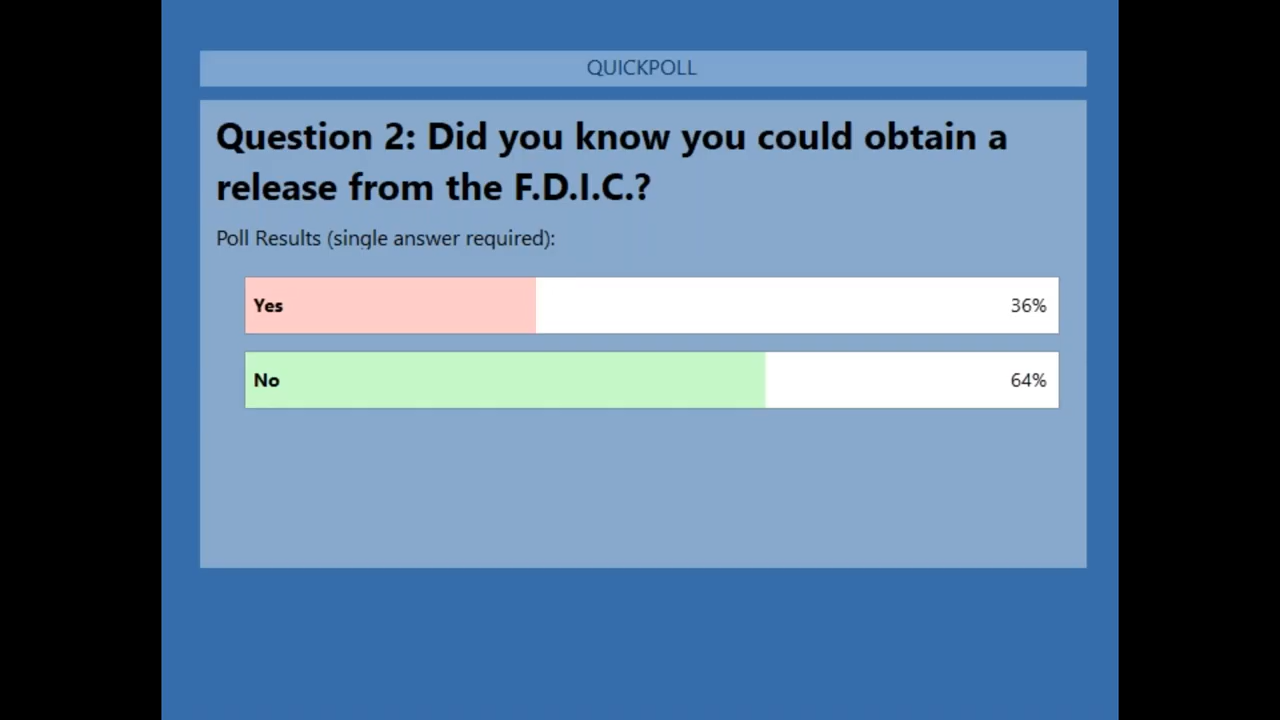 QUICKPOLL
Question 2: Did you know you could obtain a
release from the F.D.I.C.?
Poll Results (single answer required):
Yes 36%
No 64%